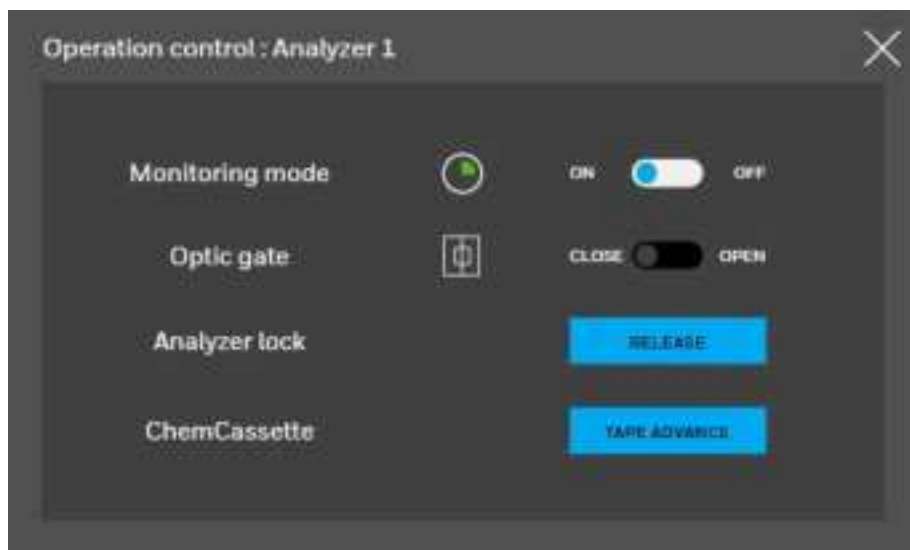 Operation control : Analyzer 1
Monitoring mode ON OFF
Optic gate CLOSE OPEN
Analyzer lock RELEASE
ChemCassette TAPE ADVANCE